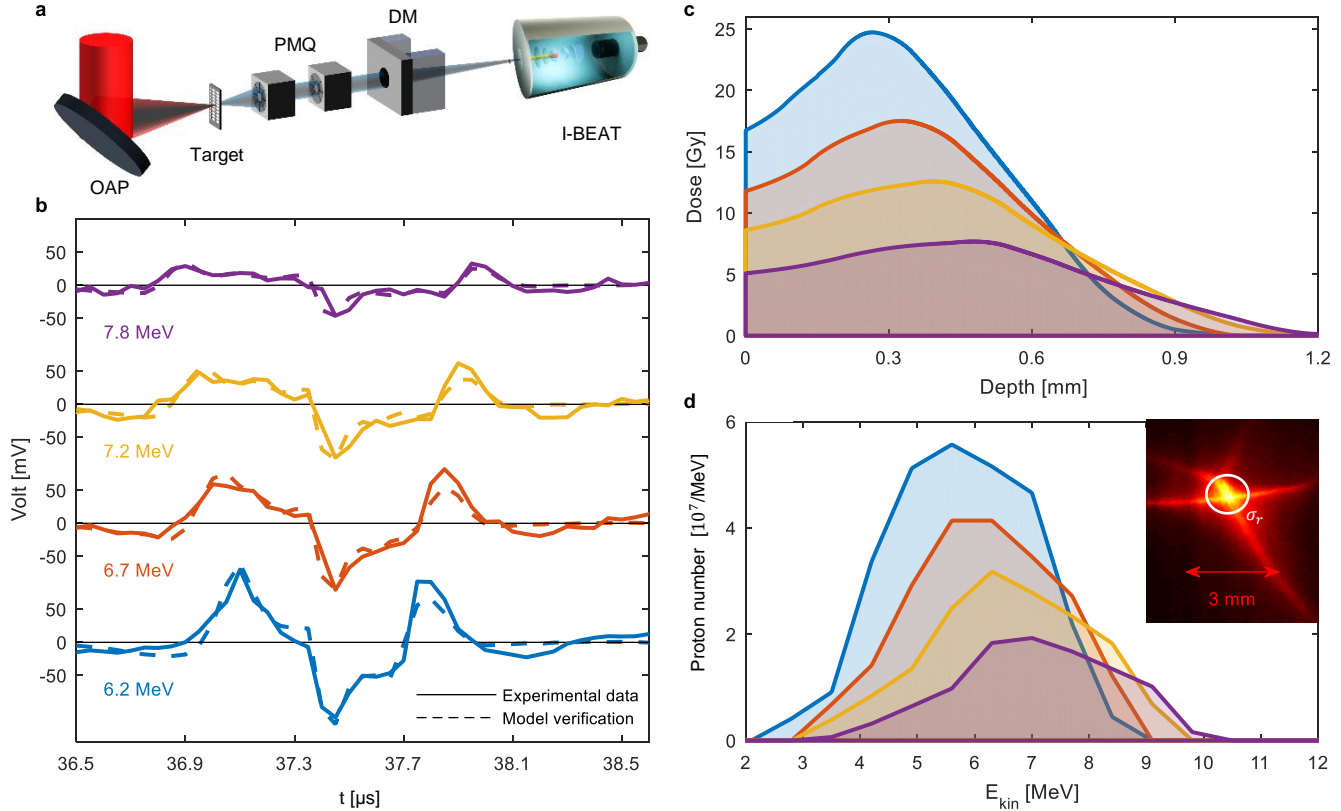 a
OAP
Target
PMQ
DM
I-BEAT
b
Volt [mV]
50
0
-50
7.8 MeV
50
0
-50
7.2 MeV
50
0
-50
6.7 MeV
50
0
-50
6.2 MeV
Experimental data
Model verification
36.5 36.9 37.3 37.7 38.1 38.5
t [µs]
c
Dose [Gy]
25
20
15
10
5
0
0 0.3 0.6 0.9 1.2
Depth [mm]
d
Proton number [10⁷/MeV]
6
4
2
0
σᵣ
3 mm
2 3 4 5 6 7 8 9 10 11 12
E_kin [MeV]